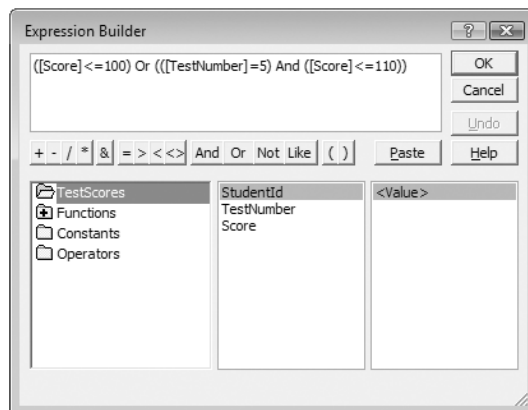 Expression Builder
([Score]<=100) Or (([TestNumber]=5) And ([Score]<=110))
OK
Cancel
Undo
+ - / * & = > < <> And Or Not Like ( ) Paste Help
TestScores
Functions
Constants
Operators
StudentId
TestNumber
Score
<Value>